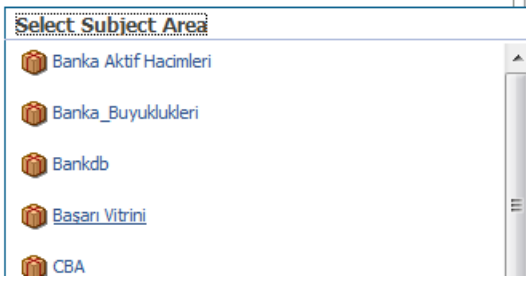 Select Subject Area
Banka Aktif Hacimleri
Banka_Buyuklukleri
Bankdb
Başarı Vitrini
CBA